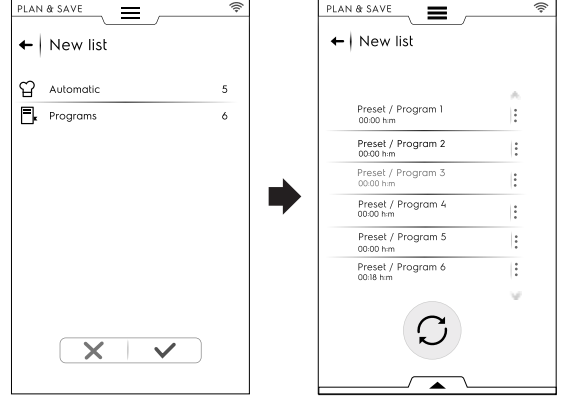 PLAN & SAVE
New list
Automatic 5
Programs 6
PLAN & SAVE
New list
Preset / Program 1
00:00 h:m
Preset / Program 2
00:00 h:m
Preset / Program 3
00:00 h:m
Preset / Program 4
00:00 h:m
Preset / Program 5
00:00 h:m
Preset / Program 6
00:18 h:m